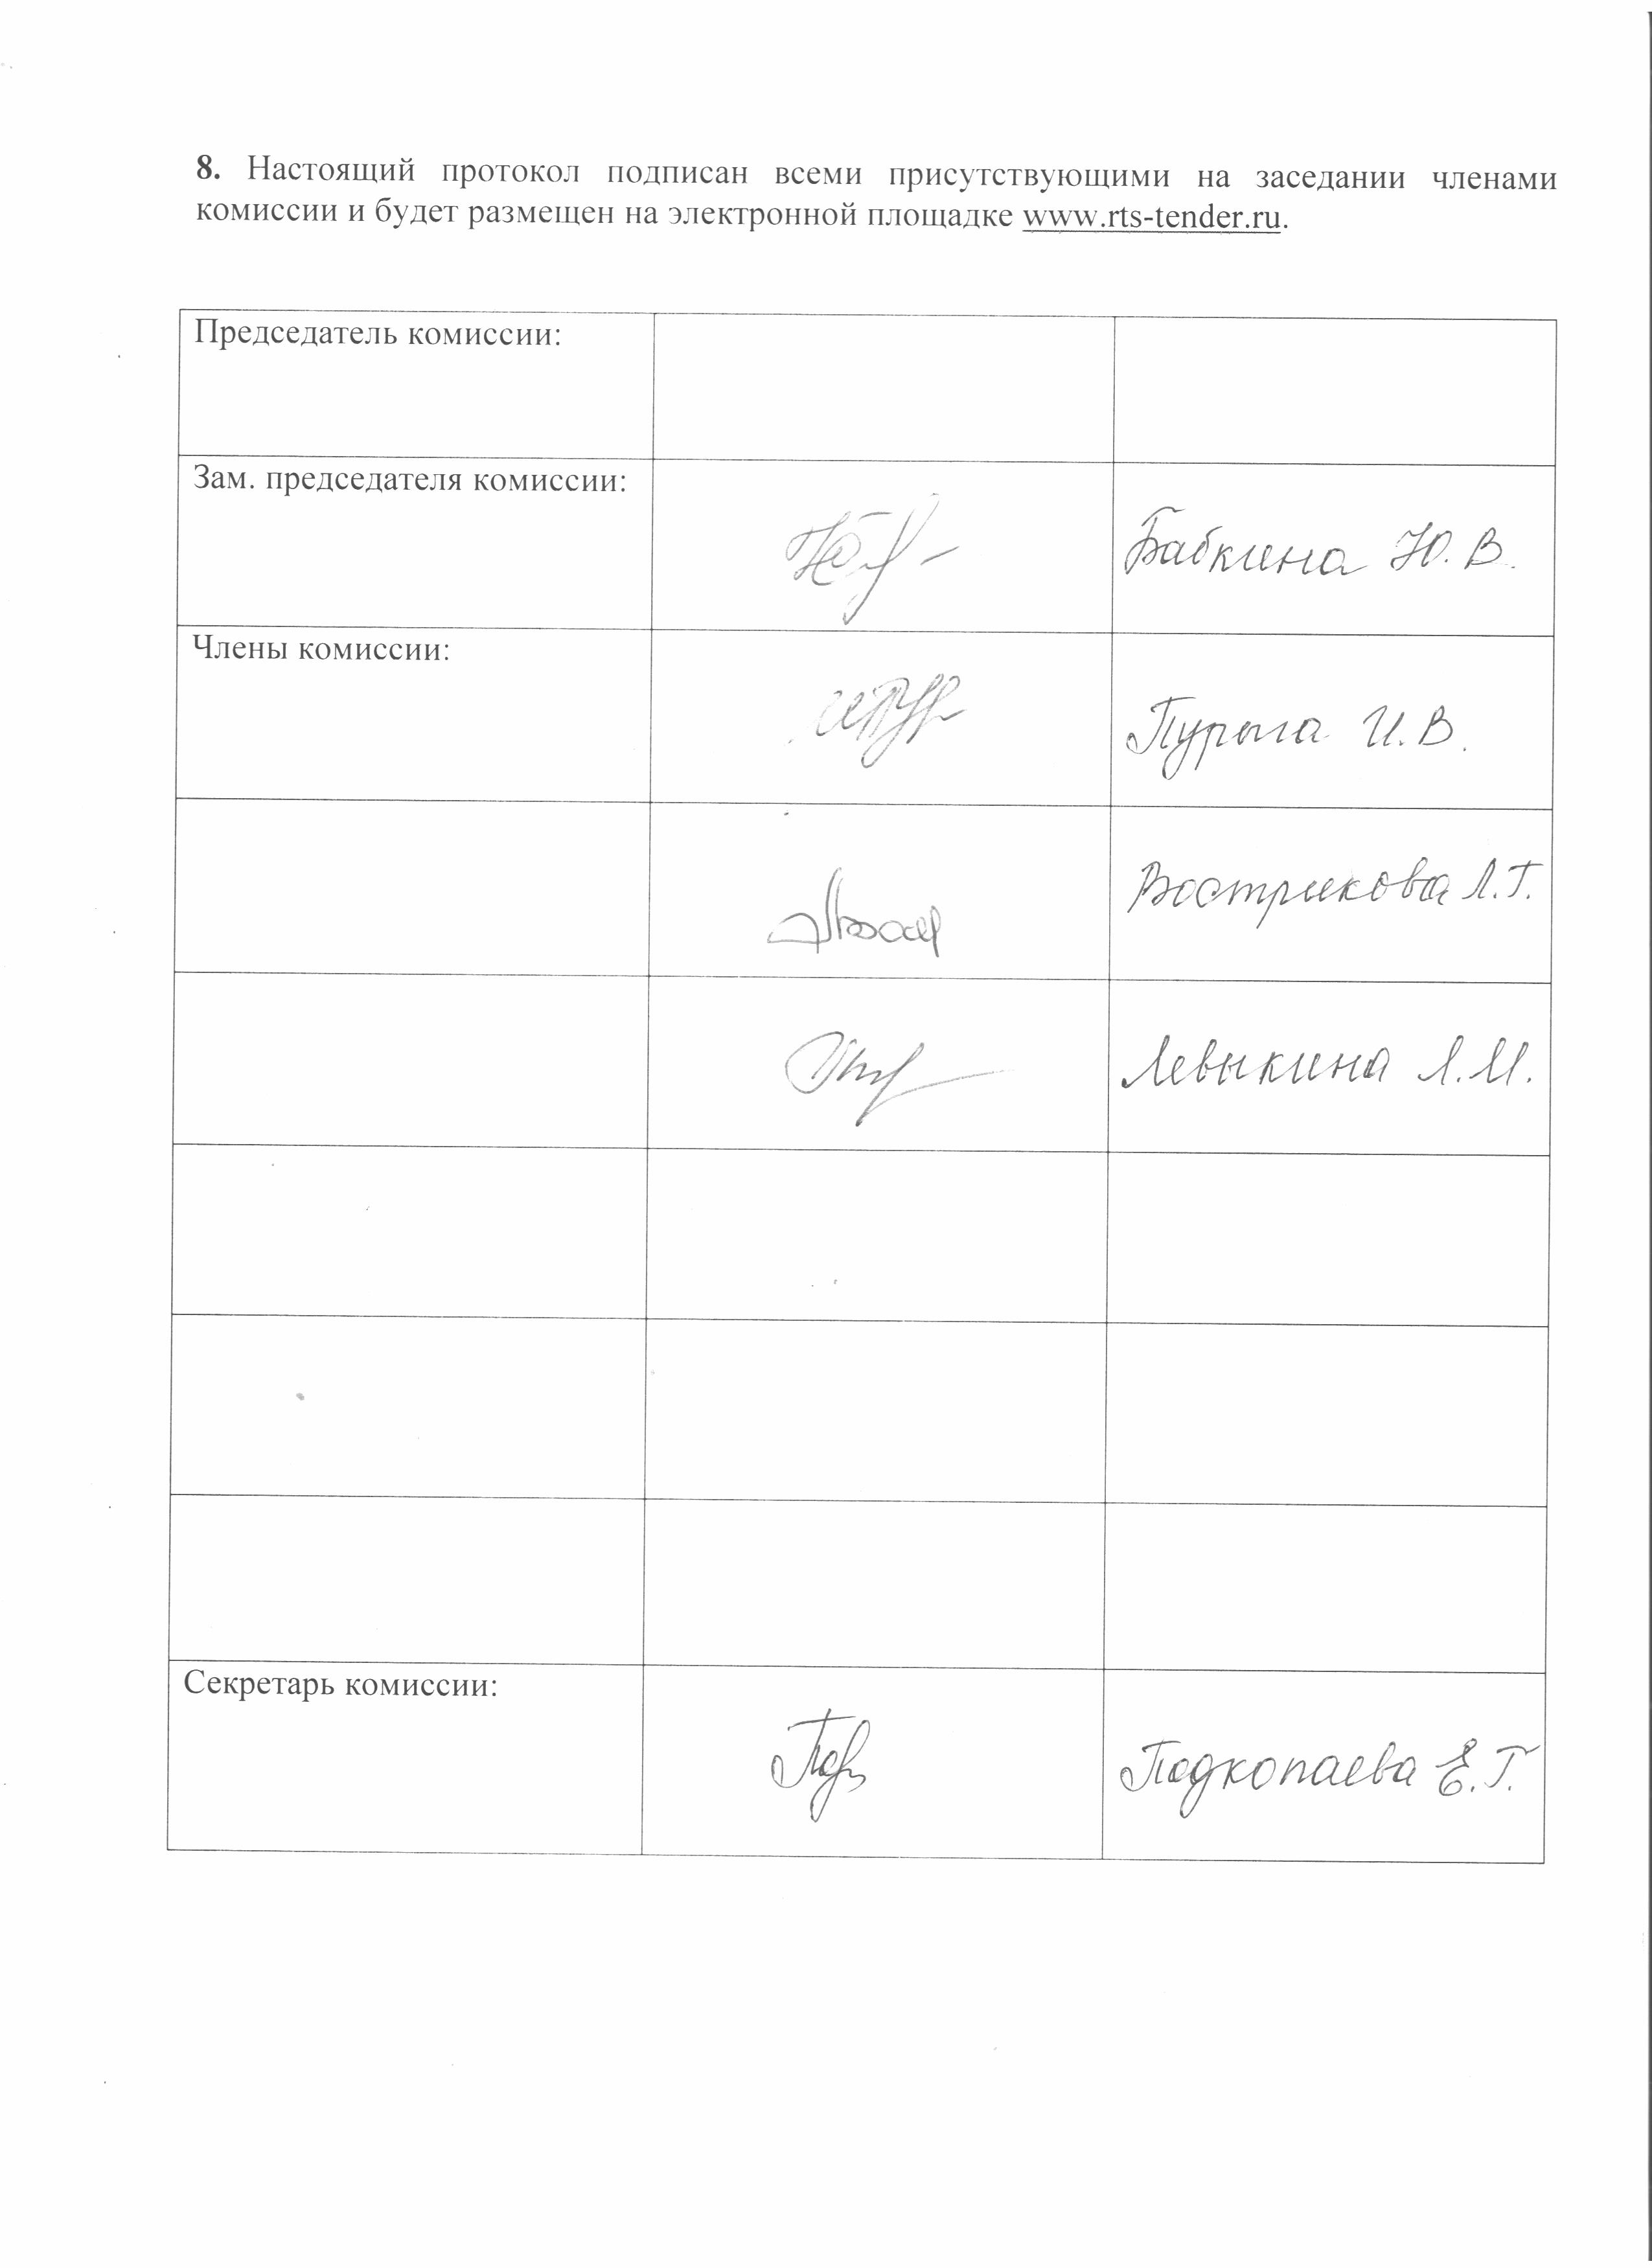 8. Настоящий протокол подписан всеми присутствующими на заседании членами
комиссии и будет размещен на электронной площадке www.rts-tender.ru.
Председатель комиссии:
Зам. председателя комиссии:
Бабкина Ю. В.
Члены комиссии:
Пурыга И. В.
Вострикова Л. Г.
Левыкина Л. М.
Секретарь комиссии:
Подкопаева Е. Г.